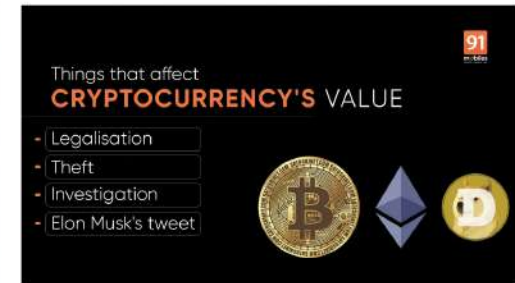 91
mobiles
Things that affect
CRYPTOCURRENCY'S VALUE
- Legalisation
- Theft
- Investigation
- Elon Musk's tweet